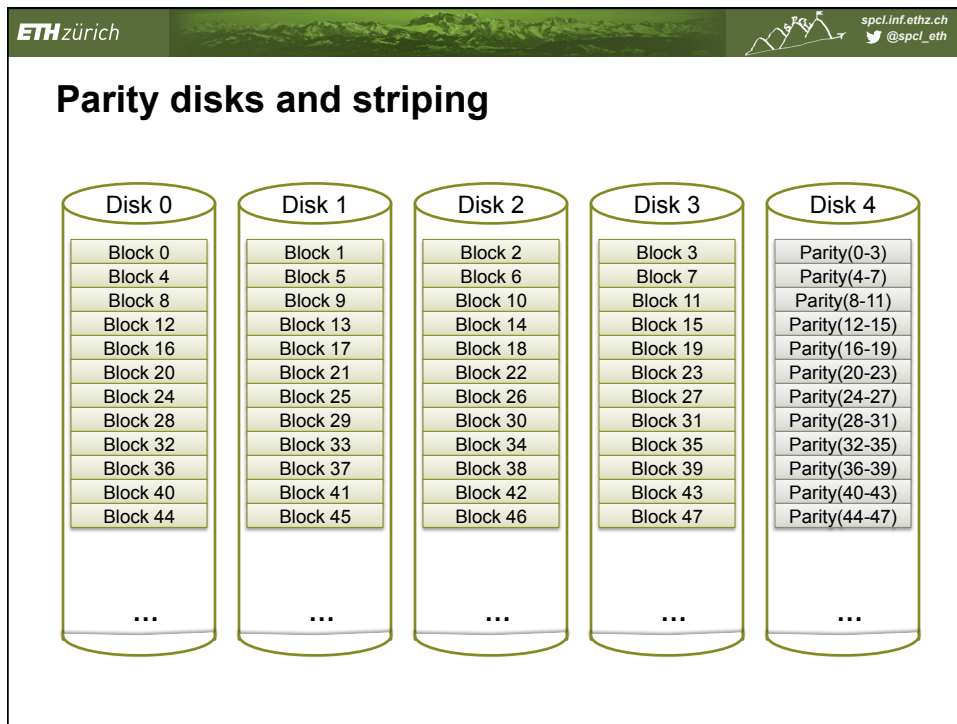 ETH zürich
spcl.inf.ethz.ch
@spcl_eth
SPCL
Parity disks and striping
Disk 0 Disk 1 Disk 2 Disk 3 Disk 4
Block 0 Block 1 Block 2 Block 3 Parity(0-3)
Block 4 Block 5 Block 6 Block 7 Parity(4-7)
Block 8 Block 9 Block 10 Block 11 Parity(8-11)
Block 12 Block 13 Block 14 Block 15 Parity(12-15)
Block 16 Block 17 Block 18 Block 19 Parity(16-19)
Block 20 Block 21 Block 22 Block 23 Parity(20-23)
Block 24 Block 25 Block 26 Block 27 Parity(24-27)
Block 28 Block 29 Block 30 Block 31 Parity(28-31)
Block 32 Block 33 Block 34 Block 35 Parity(32-35)
Block 36 Block 37 Block 38 Block 39 Parity(36-39)
Block 40 Block 41 Block 42 Block 43 Parity(40-43)
Block 44 Block 45 Block 46 Block 47 Parity(44-47)
... ... ... ... ...